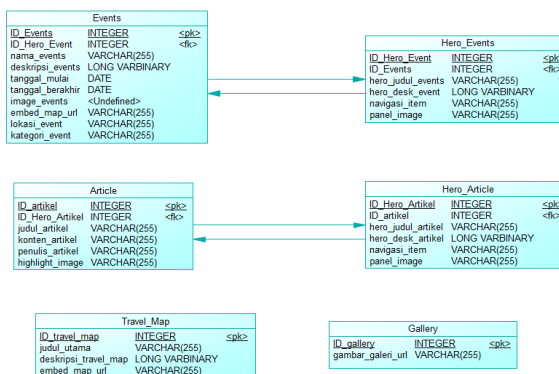 Events
ID_Events INTEGER <pk>
ID_Hero_Event INTEGER <fk>
nama_events VARCHAR(255)
deskripsi_events LONG VARBINARY
tanggal_mulai DATE
tanggal_berakhir DATE
image_events <Undefined>
embed_map_url VARCHAR(255)
lokasi_event VARCHAR(255)
kategori_event VARCHAR(255)
Hero_Events
ID_Hero_Event INTEGER <pk>
ID_Events INTEGER <fk>
hero_judul_events VARCHAR(255)
hero_desk_event LONG VARBINARY
navigasi_item VARCHAR(255)
panel_image VARCHAR(255)
Article
ID_artikel INTEGER <pk>
ID_Hero_Artikel INTEGER <fk>
judul_artikel VARCHAR(255)
konten_artikel VARCHAR(255)
penulis_artikel VARCHAR(255)
highlight_image VARCHAR(255)
Hero_Article
ID_Hero_Artikel INTEGER <pk>
ID_artikel INTEGER <fk>
hero_judul_artikel VARCHAR(255)
hero_desk_artikel LONG VARBINARY
navigasi_item VARCHAR(255)
panel_image VARCHAR(255)
Travel_Map
ID_travel_map INTEGER <pk>
judul_utama VARCHAR(255)
deskripsi_travel_map LONG VARBINARY
embed_map_url VARCHAR(255)
Gallery
ID_gallery INTEGER <pk>
gambar_galeri_url VARCHAR(255)